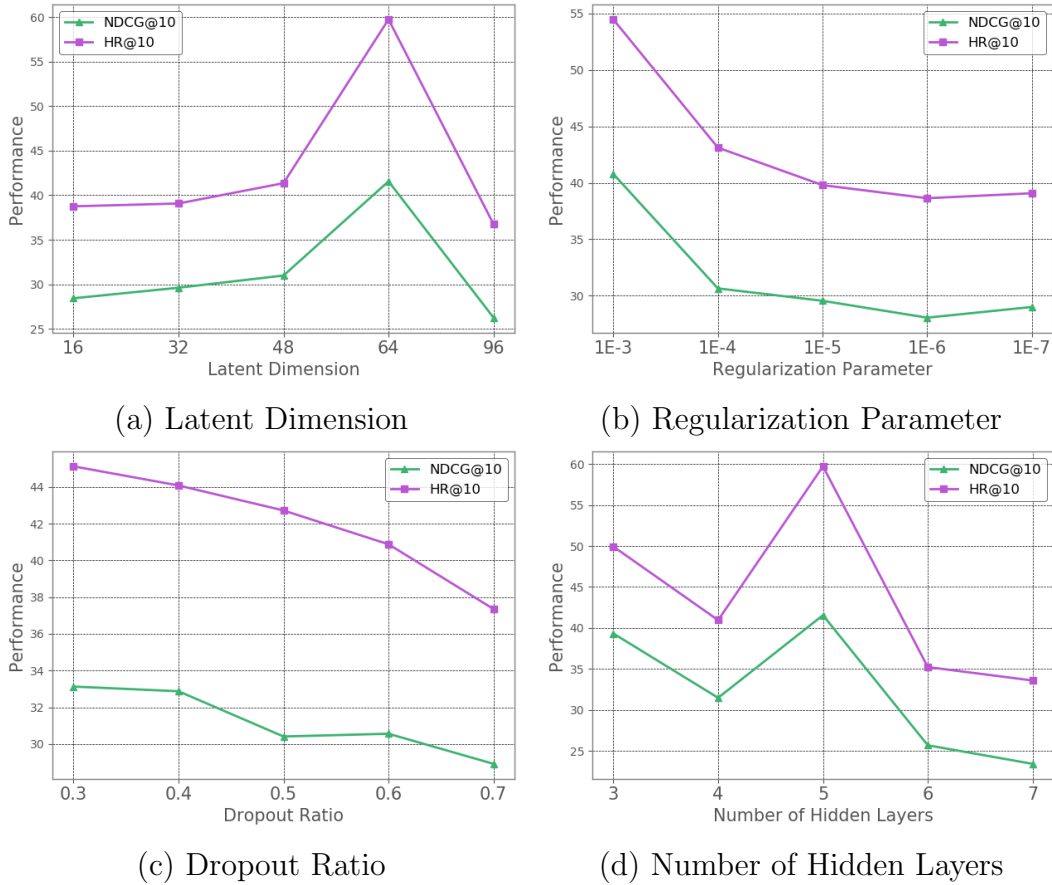 NDCG@10
HR@10
60
55
50
45
40
35
30
25
Performance
16 32 48 64 96
Latent Dimension
(a) Latent Dimension
NDCG@10
HR@10
55
50
45
40
35
30
Performance
1E-3 1E-4 1E-5 1E-6 1E-7
Regularization Parameter
(b) Regularization Parameter
NDCG@10
HR@10
44
42
40
38
36
34
32
30
Performance
0.3 0.4 0.5 0.6 0.7
Dropout Ratio
(c) Dropout Ratio
NDCG@10
HR@10
60
55
50
45
40
35
30
25
Performance
3 4 5 6 7
Number of Hidden Layers
(d) Number of Hidden Layers